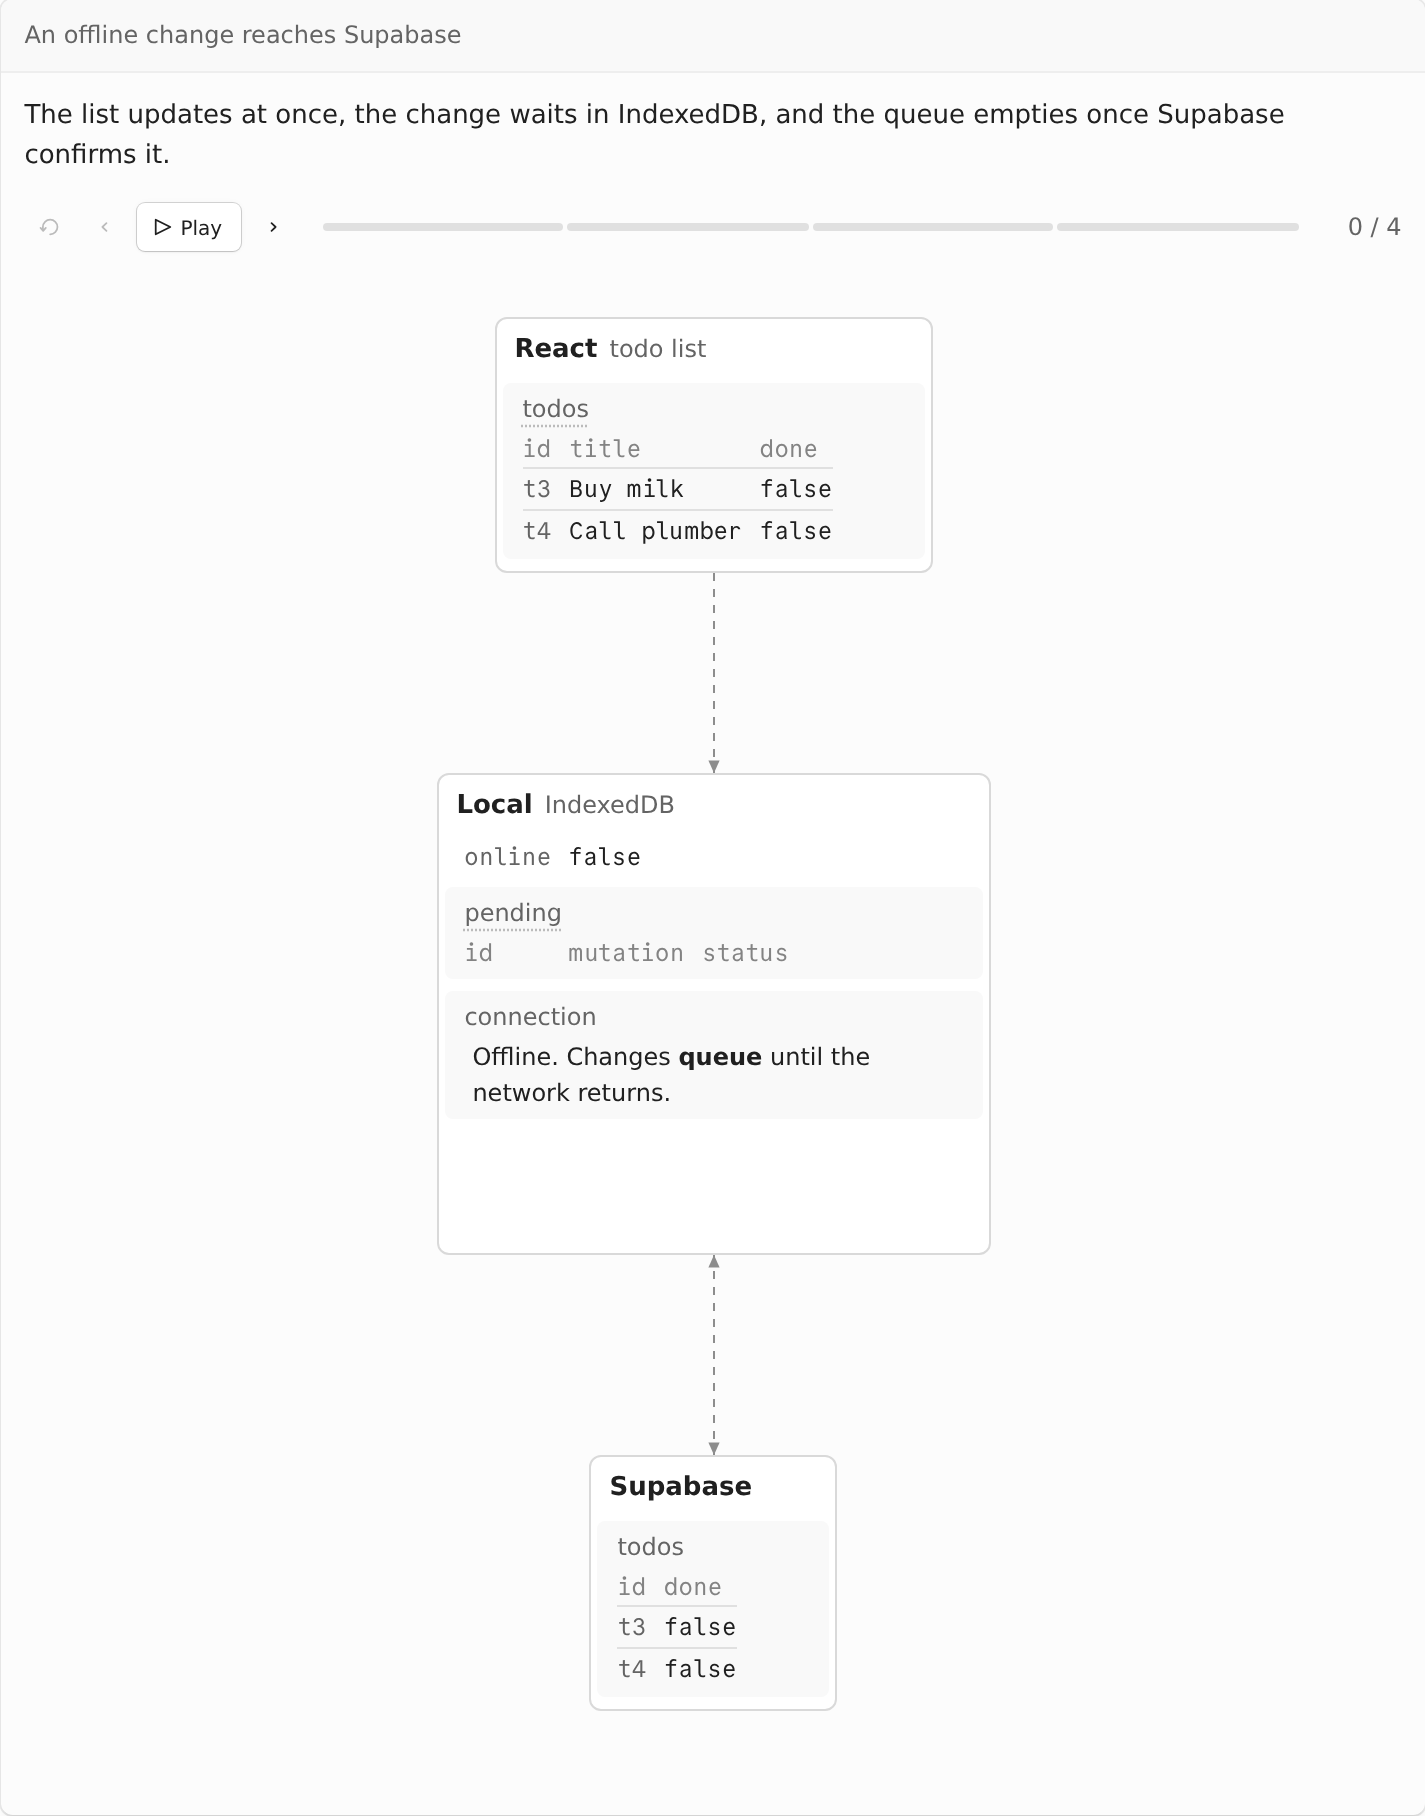 An offline change reaches Supabase
The list updates at once, the change waits in IndexedDB, and the queue empties once Supabase
confirms it.
Play
0 / 4
React todo list
todos
id title done
t3 Buy milk false
t4 Call plumber false
Local IndexedDB
online false
pending
id mutation status
connection
Offline. Changes queue until the
network returns.
Supabase
todos
id done
t3 false
t4 false